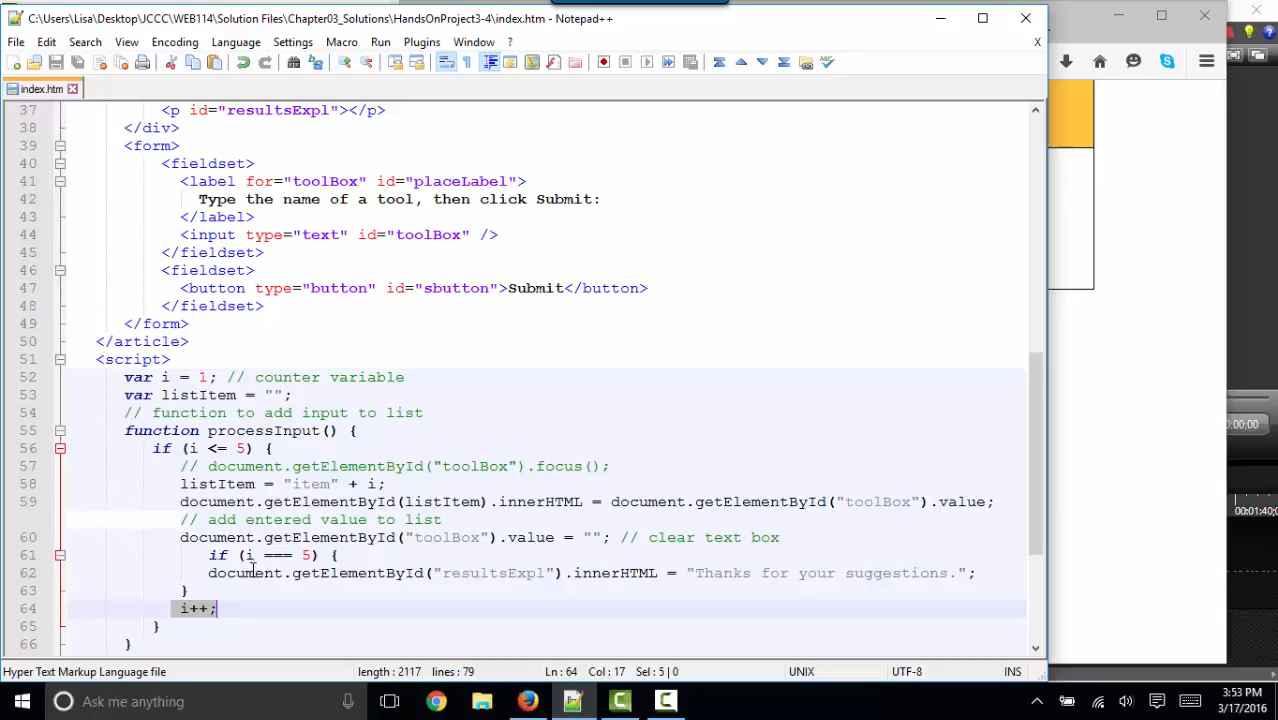 C:\Users\Lisa\Desktop\JCCC\WEB114\Solution Files\Chapter03_Solutions\HandsOnProject3-4\index.htm - Notepad++
File Edit Search View Encoding Language Settings Macro Run Plugins Window ? X
index.htm
37 <p id="resultsExpl"></p>
38 </div>
39 <form>
40 <fieldset>
41 <label for="toolBox" id="placeLabel">
42 Type the name of a tool, then click Submit:
43 </label>
44 <input type="text" id="toolBox" />
45 </fieldset>
46 <fieldset>
47 <button type="button" id="sbutton">Submit</button>
48 </fieldset>
49 </form>
50 </article>
51 <script>
52 var i = 1; // counter variable
53 var listItem = "";
54 // function to add input to list
55 function processInput() {
56 if (i <= 5) {
57 // document.getElementById("toolBox").focus();
58 listItem = "item" + i;
59 document.getElementById(listItem).innerHTML = document.getElementById("toolBox").value;
// add entered value to list
60 document.getElementById("toolBox").value = ""; // clear text box
61 if (i === 5) {
62 document.getElementById("resultsExpl").innerHTML = "Thanks for your suggestions.";
63 }
64 i++;
65 }
66 }
Hyper Text Markup Language file length : 2117 lines : 79 Ln : 64 Col : 17 Sel : 5 | 0 UNIX UTF-8 INS
0:00:00
00:01:40;
Ask me anything
3:53 PM
3/17/2016